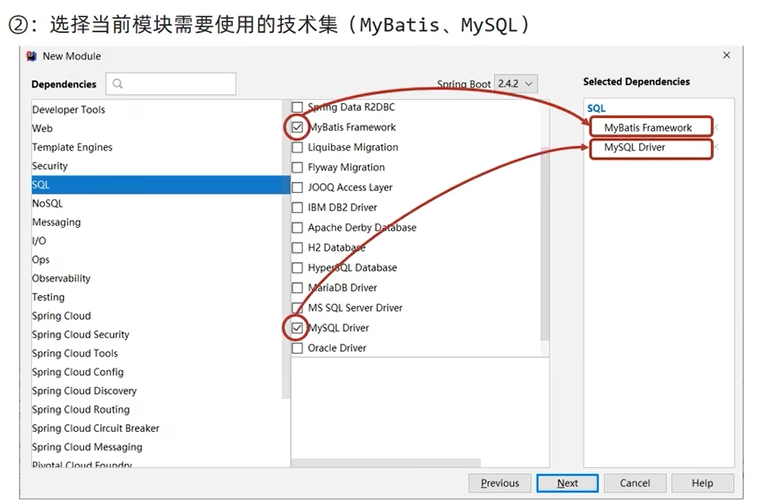 ②：选择当前模块需要使用的技术集（MyBatis、MySQL）
New Module
Dependencies
Spring Boot 2.4.2
Selected Dependencies
Developer Tools
Web
Template Engines
Security
SQL
NoSQL
Messaging
I/O
Ops
Observability
Testing
Spring Cloud
Spring Cloud Security
Spring Cloud Tools
Spring Cloud Config
Spring Cloud Discovery
Spring Cloud Routing
Spring Cloud Circuit Breaker
Spring Cloud Messaging
Pivotal Cloud Foundry
Spring Data R2DBC
MyBatis Framework
Liquibase Migration
Flyway Migration
JOOQ Access Layer
IBM DB2 Driver
Apache Derby Database
H2 Database
HyperSQL Database
MariaDB Driver
MS SQL Server Driver
MySQL Driver
Oracle Driver
SQL
MyBatis Framework
MySQL Driver
Previous
Next
Cancel
Help